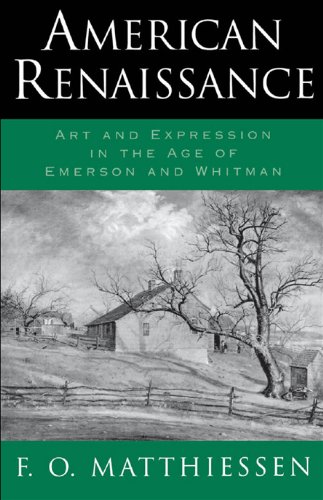 AMERICAN
RENAISSANCE
ART AND EXPRESSION
IN THE AGE OF
EMERSON AND WHITMAN
F. O. MATTHIESSEN